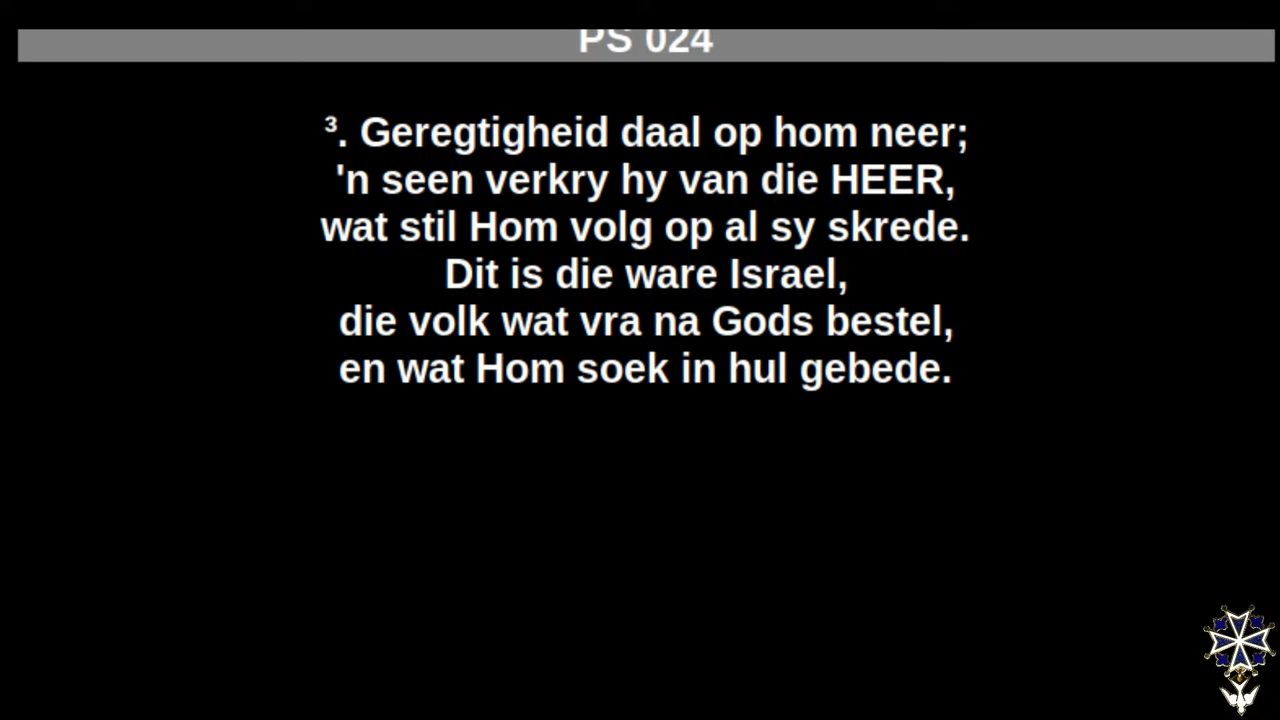 PS 024
³. Geregtigheid daal op hom neer;
'n seen verkry hy van die HEER,
wat stil Hom volg op al sy skrede.
Dit is die ware Israel,
die volk wat vra na Gods bestel,
en wat Hom soek in hul gebede.